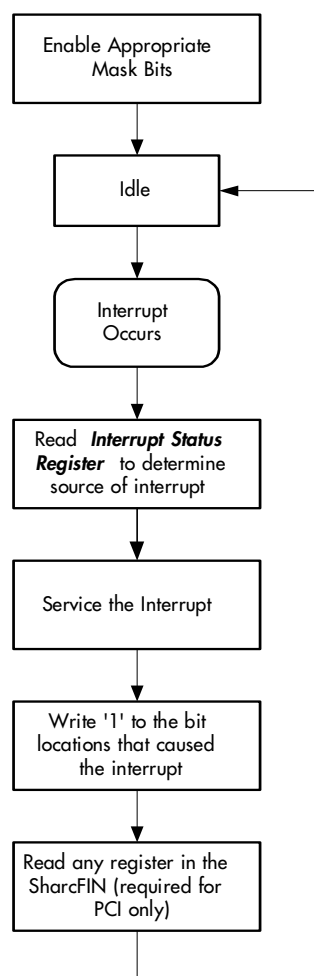 Enable Appropriate
Mask Bits
Idle
Interrupt
Occurs
Read Interrupt Status
Register to determine
source of interrupt
Service the Interrupt
Write '1' to the bit
locations that caused
the interrupt
Read any register in the
SharcFIN (required for
PCI only)